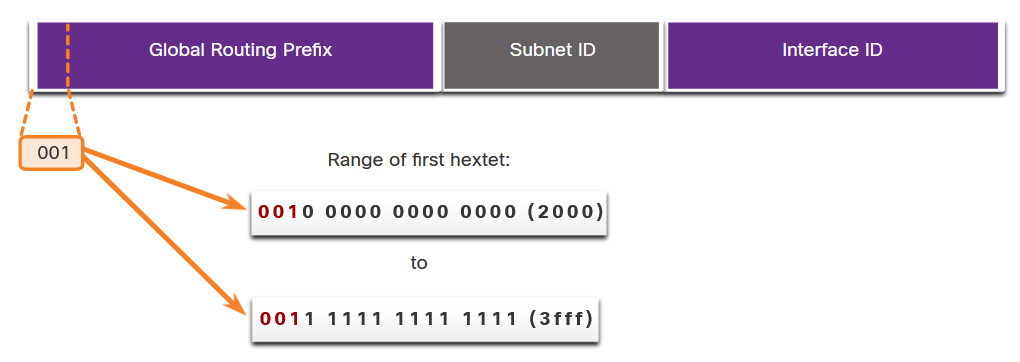 Global Routing Prefix Subnet ID Interface ID
001
Range of first hextet:
0010 0000 0000 0000 (2000)
to
0011 1111 1111 1111 (3fff)